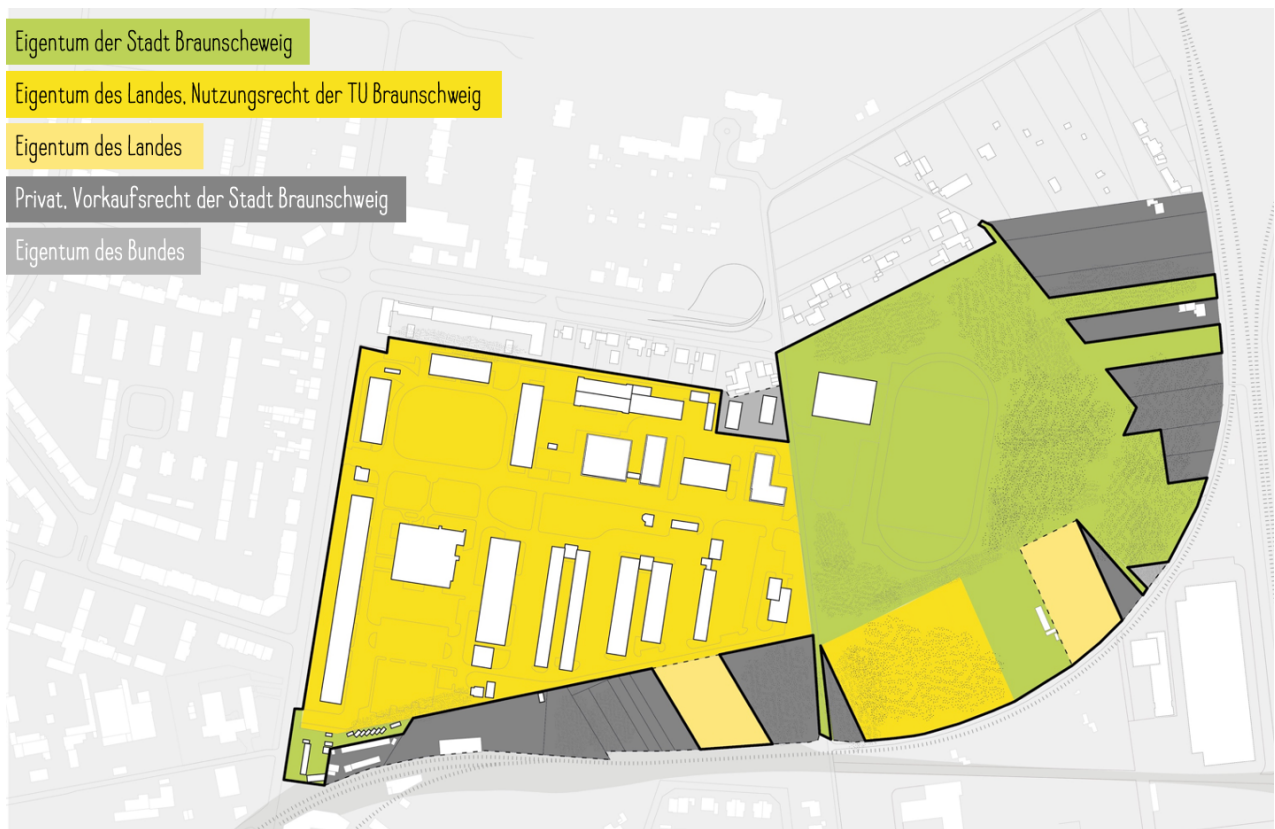 Eigentum der Stadt Braunscheweig
Eigentum des Landes, Nutzungsrecht der TU Braunschweig
Eigentum des Landes
Privat, Vorkaufsrecht der Stadt Braunschweig
Eigentum des Bundes